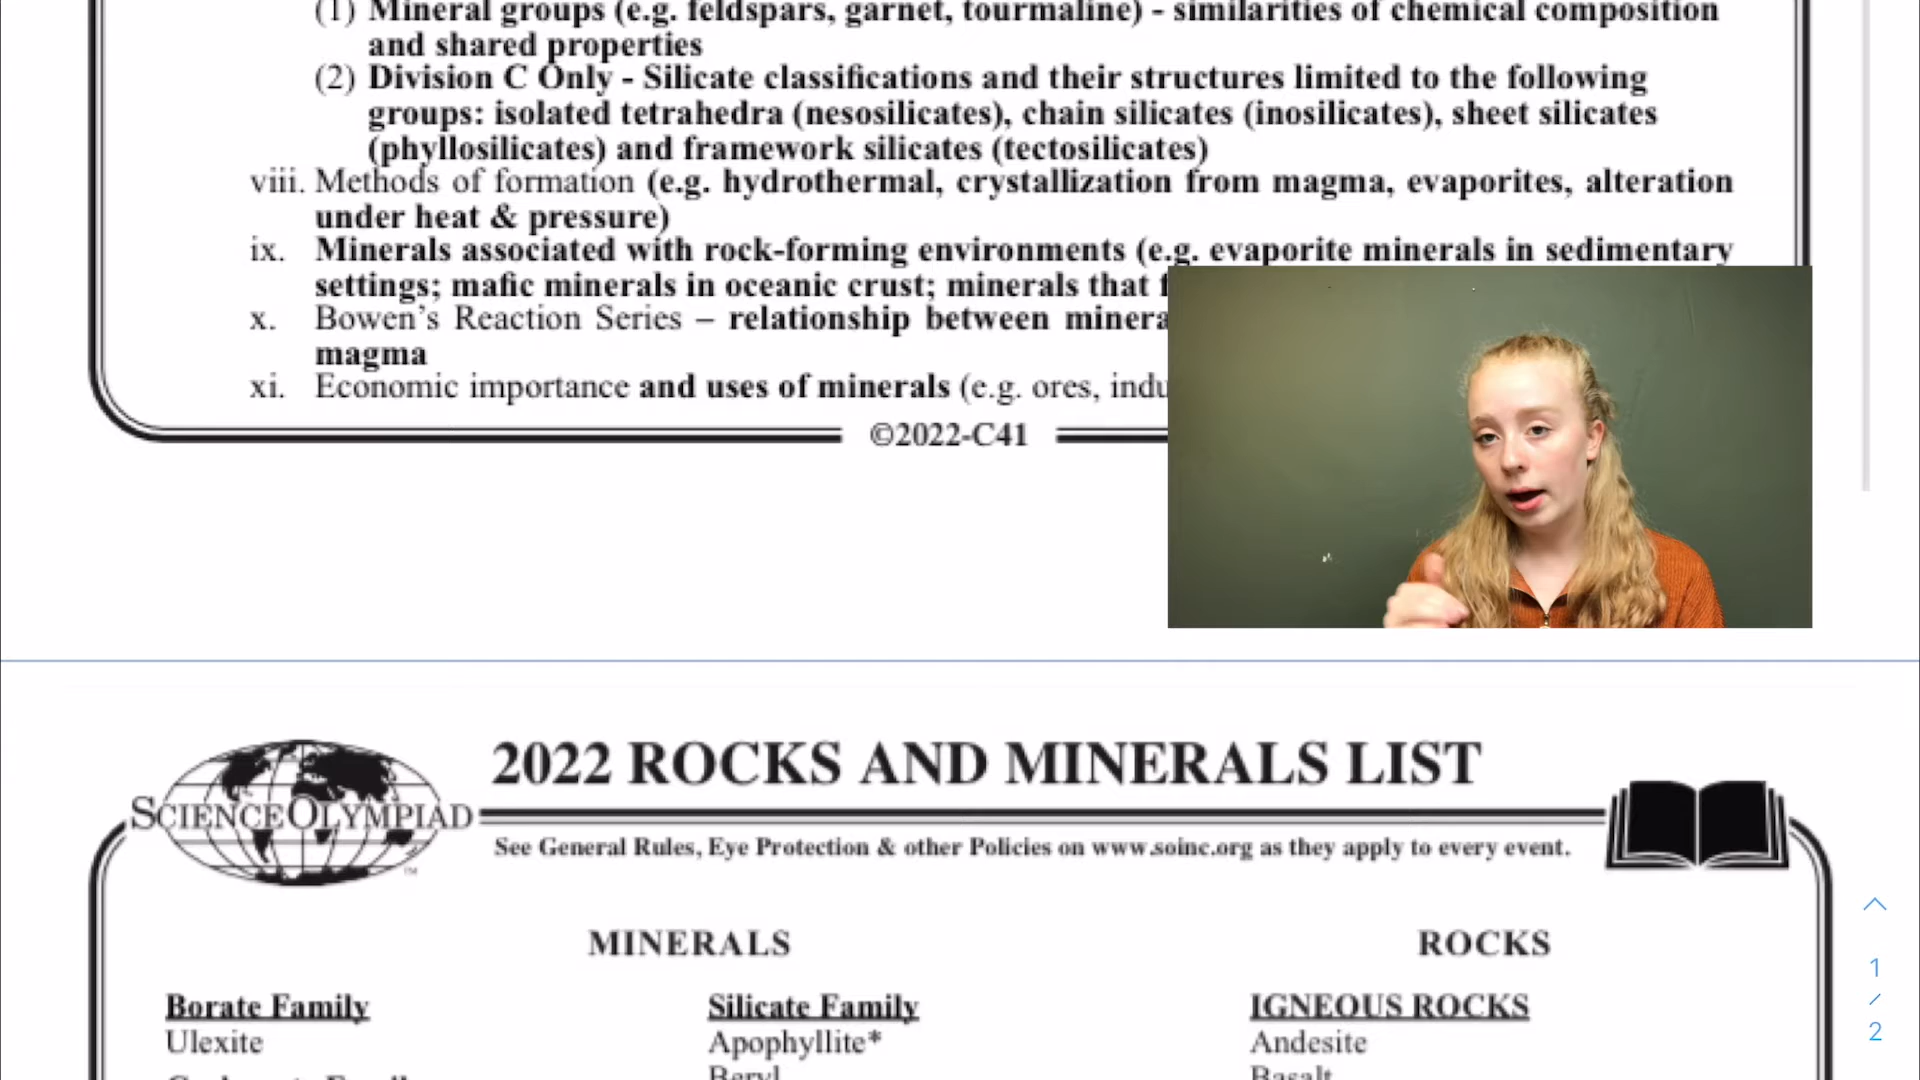 (1) Mineral groups (e.g. feldspars, garnet, tourmaline) - similarities of chemical composition
and shared properties
(2) Division C Only - Silicate classifications and their structures limited to the following
groups: isolated tetrahedra (nesosilicates), chain silicates (inosilicates), sheet silicates
(phyllosilicates) and framework silicates (tectosilicates)
viii. Methods of formation (e.g. hydrothermal, crystallization from magma, evaporites, alteration
under heat & pressure)
ix. Minerals associated with rock-forming environments (e.g. evaporite minerals in sedimentary
settings; mafic minerals in oceanic crust; minerals that
x. Bowen's Reaction Series – relationship between
magma
xi. Economic importance and uses of minerals (e.g. ores,
©2022-C41
2022 ROCKS AND MINERALS LIST
SCIENCE OLYMPIAD
See General Rules, Eye Protection & other Policies on www.soinc.org as they apply to every event.
MINERALS
ROCKS
Borate Family
Silicate Family
IGNEOUS ROCKS
Ulexite
Apophyllite*
Andesite
Beryl
Basalt
1
/
2